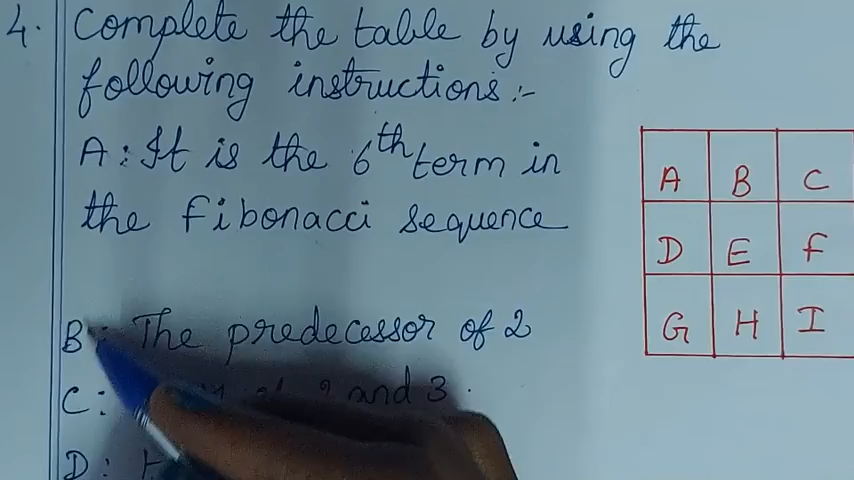 4. Complete the table by using the
following instructions :-
A : It is the 6th term in
the Fibonacci sequence
B : The predecessor of 2
C : and 3 .
D :
A B C
D E F
G H I